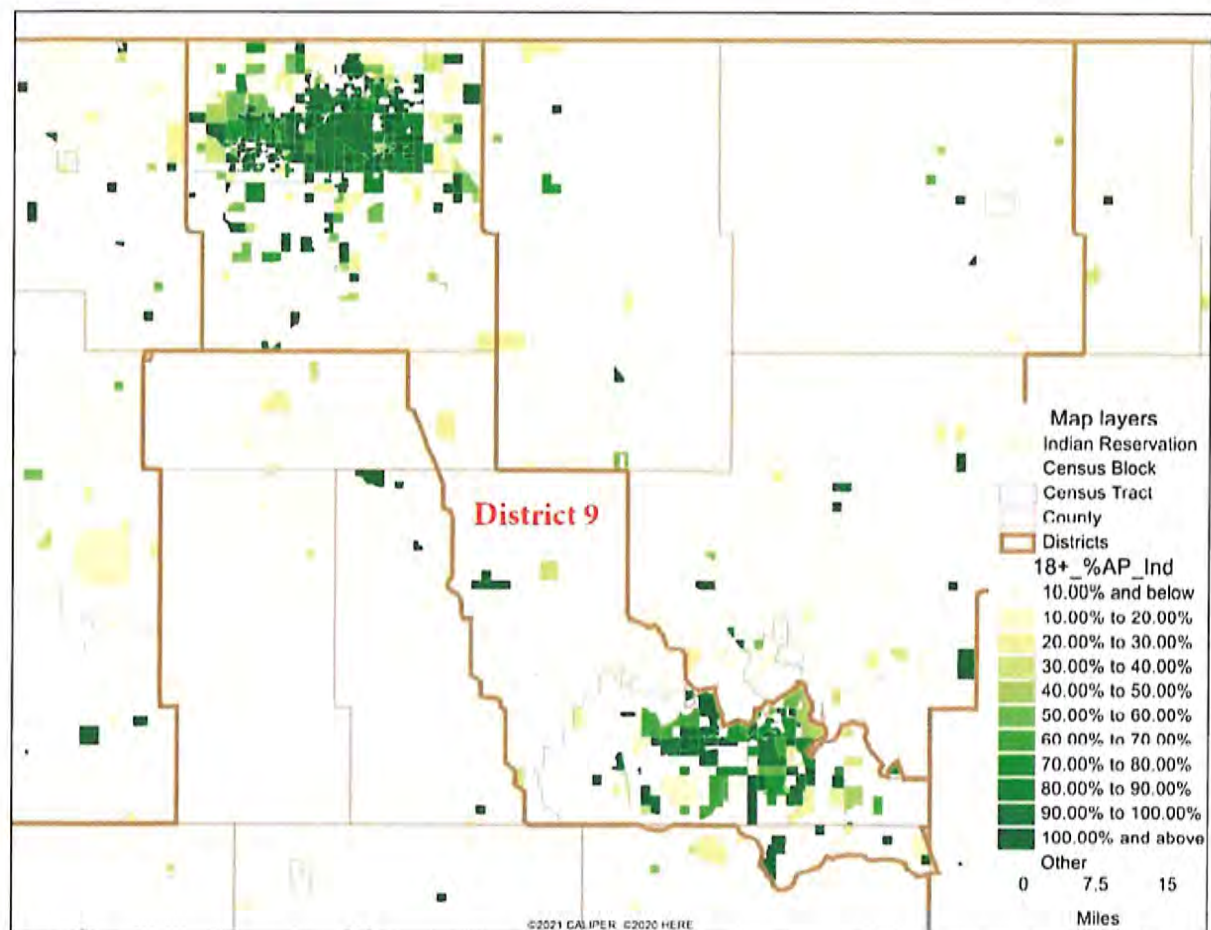 District 9
Map layers
Indian Reservation
Census Block
Census Tract
County
Districts
18+_%AP_Ind
10.00% and below
10.00% to 20.00%
20.00% to 30.00%
30.00% to 40.00%
40.00% to 50.00%
50.00% to 60.00%
60.00% to 70.00%
70.00% to 80.00%
80.00% to 90.00%
90.00% to 100.00%
100.00% and above
Other
0 7.5 15
Miles
©2021 CALIPER; ©2020 HERE